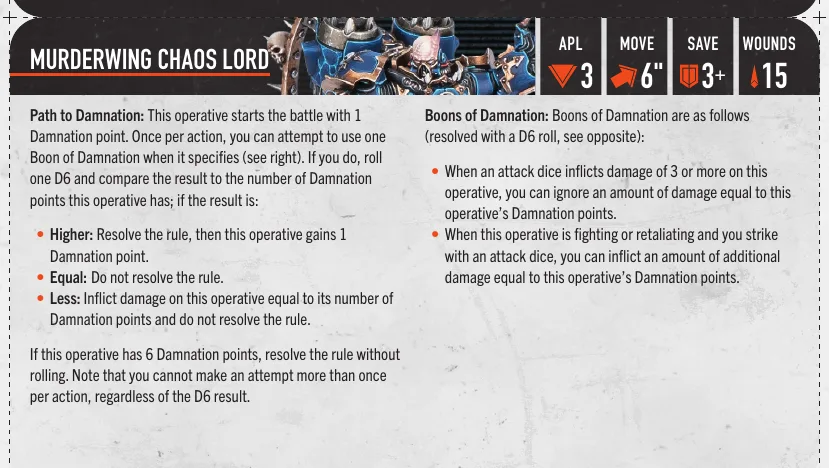 MURDERWING CHAOS LORD
APL
3
MOVE
6"
SAVE
3+
WOUNDS
15
Path to Damnation: This operative starts the battle with 1
Damnation point. Once per action, you can attempt to use one
Boon of Damnation when it specifies (see right). If you do, roll
one D6 and compare the result to the number of Damnation
points this operative has; if the result is:
• Higher: Resolve the rule, then this operative gains 1
Damnation point.
• Equal: Do not resolve the rule.
• Less: Inflict damage on this operative equal to its number of
Damnation points and do not resolve the rule.
If this operative has 6 Damnation points, resolve the rule without
rolling. Note that you cannot make an attempt more than once
per action, regardless of the D6 result.
Boons of Damnation: Boons of Damnation are as follows
(resolved with a D6 roll, see opposite):
• When an attack dice inflicts damage of 3 or more on this
operative, you can ignore an amount of damage equal to this
operative's Damnation points.
• When this operative is fighting or retaliating and you strike
with an attack dice, you can inflict an amount of additional
damage equal to this operative's Damnation points.